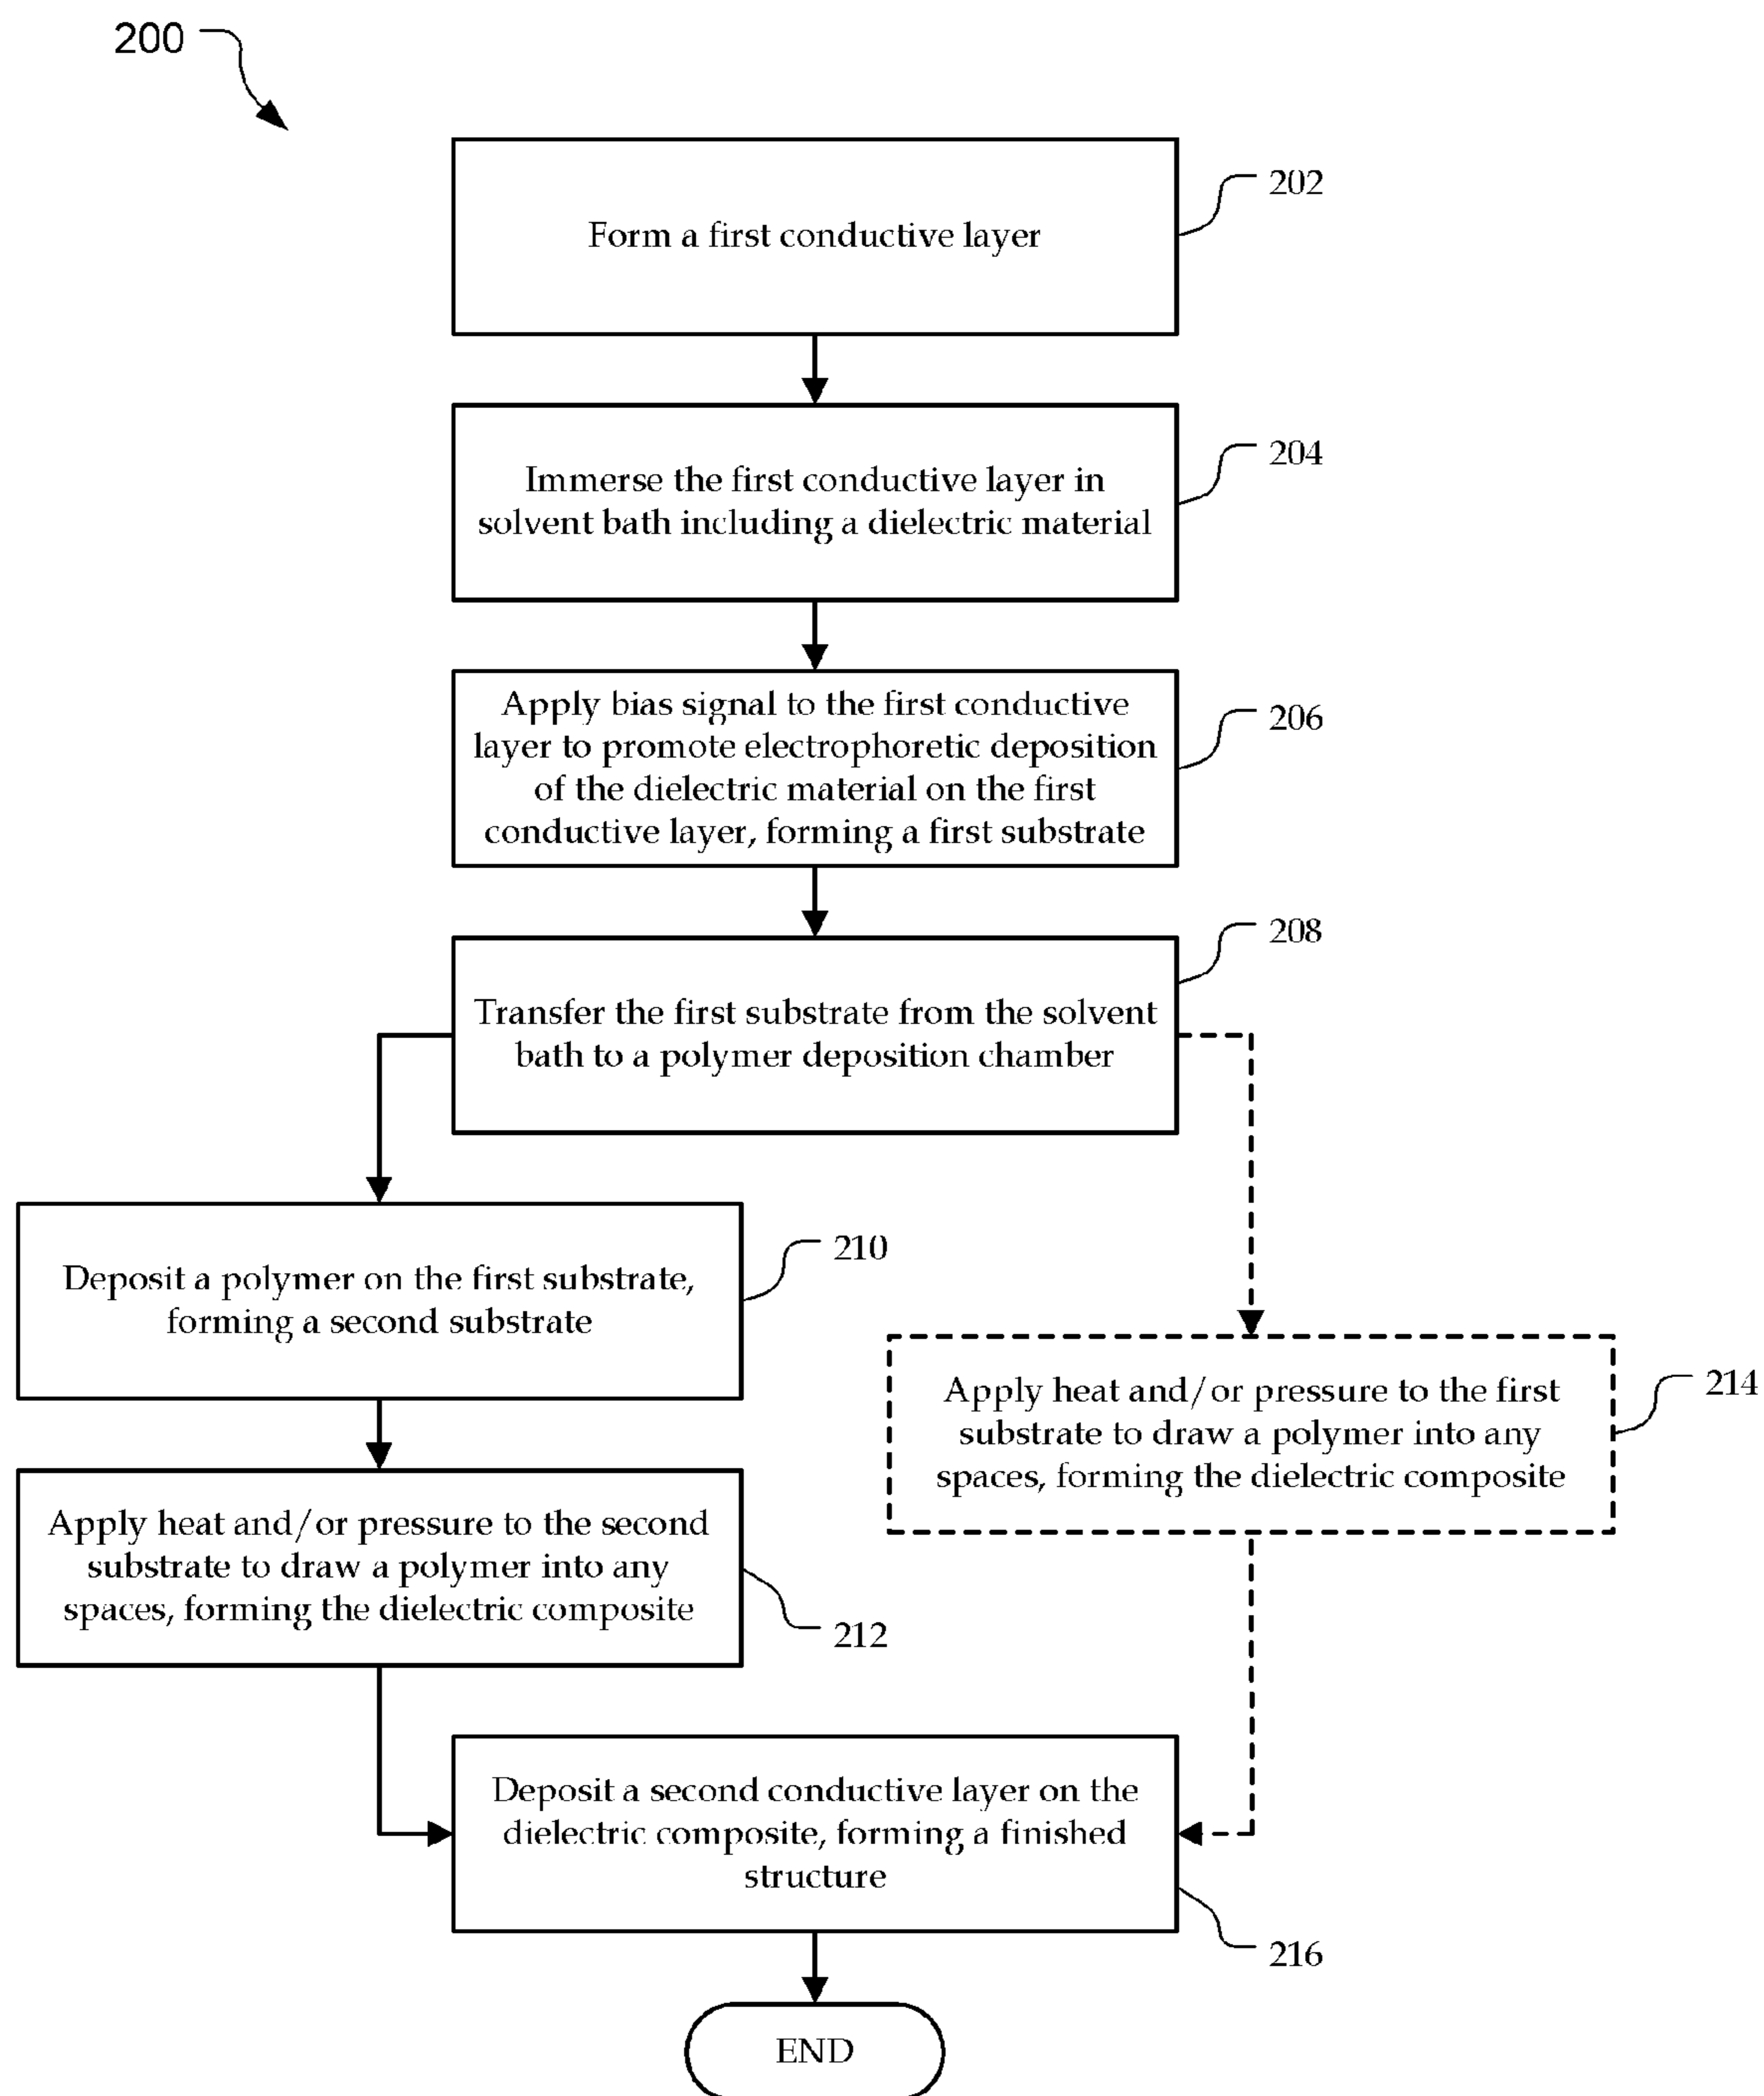 200
Form a first conductive layer
202
Immerse the first conductive layer in
solvent bath including a dielectric material
204
Apply bias signal to the first conductive
layer to promote electrophoretic deposition
of the dielectric material on the first
conductive layer, forming a first substrate
206
Transfer the first substrate from the solvent
bath to a polymer deposition chamber
208
Deposit a polymer on the first substrate,
forming a second substrate
210
Apply heat and/or pressure to the first
substrate to draw a polymer into any
spaces, forming the dielectric composite
214
Apply heat and/or pressure to the second
substrate to draw a polymer into any
spaces, forming the dielectric composite
212
Deposit a second conductive layer on the
dielectric composite, forming a finished
structure
216
END